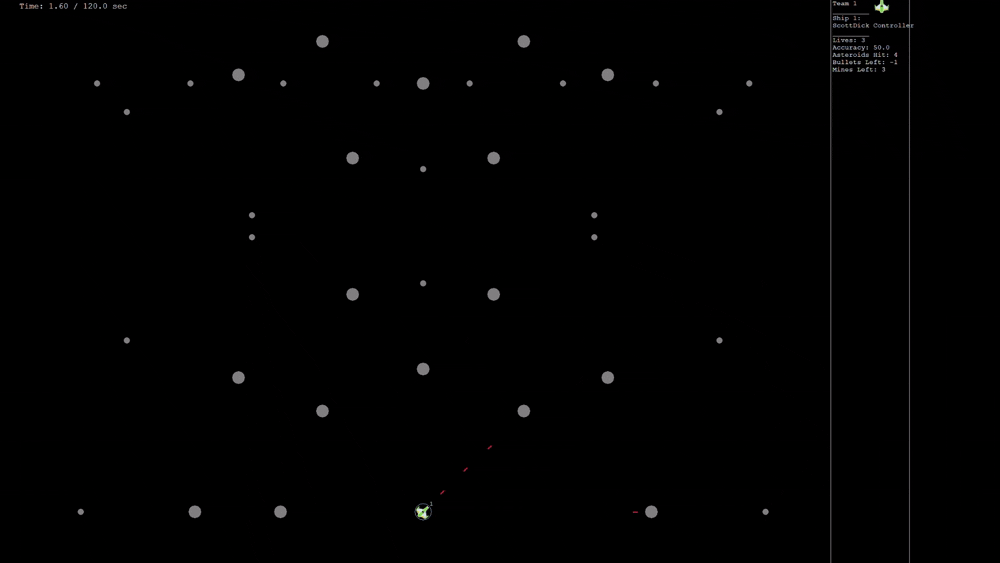 Time: 1.60 / 120.0 sec
Team 1
Ship 1:
ScottDick Controller
Lives: 3
Accuracy: 50.0
Asteroids Hit: 4
Bullets Left: -1
Mines Left: 3
1